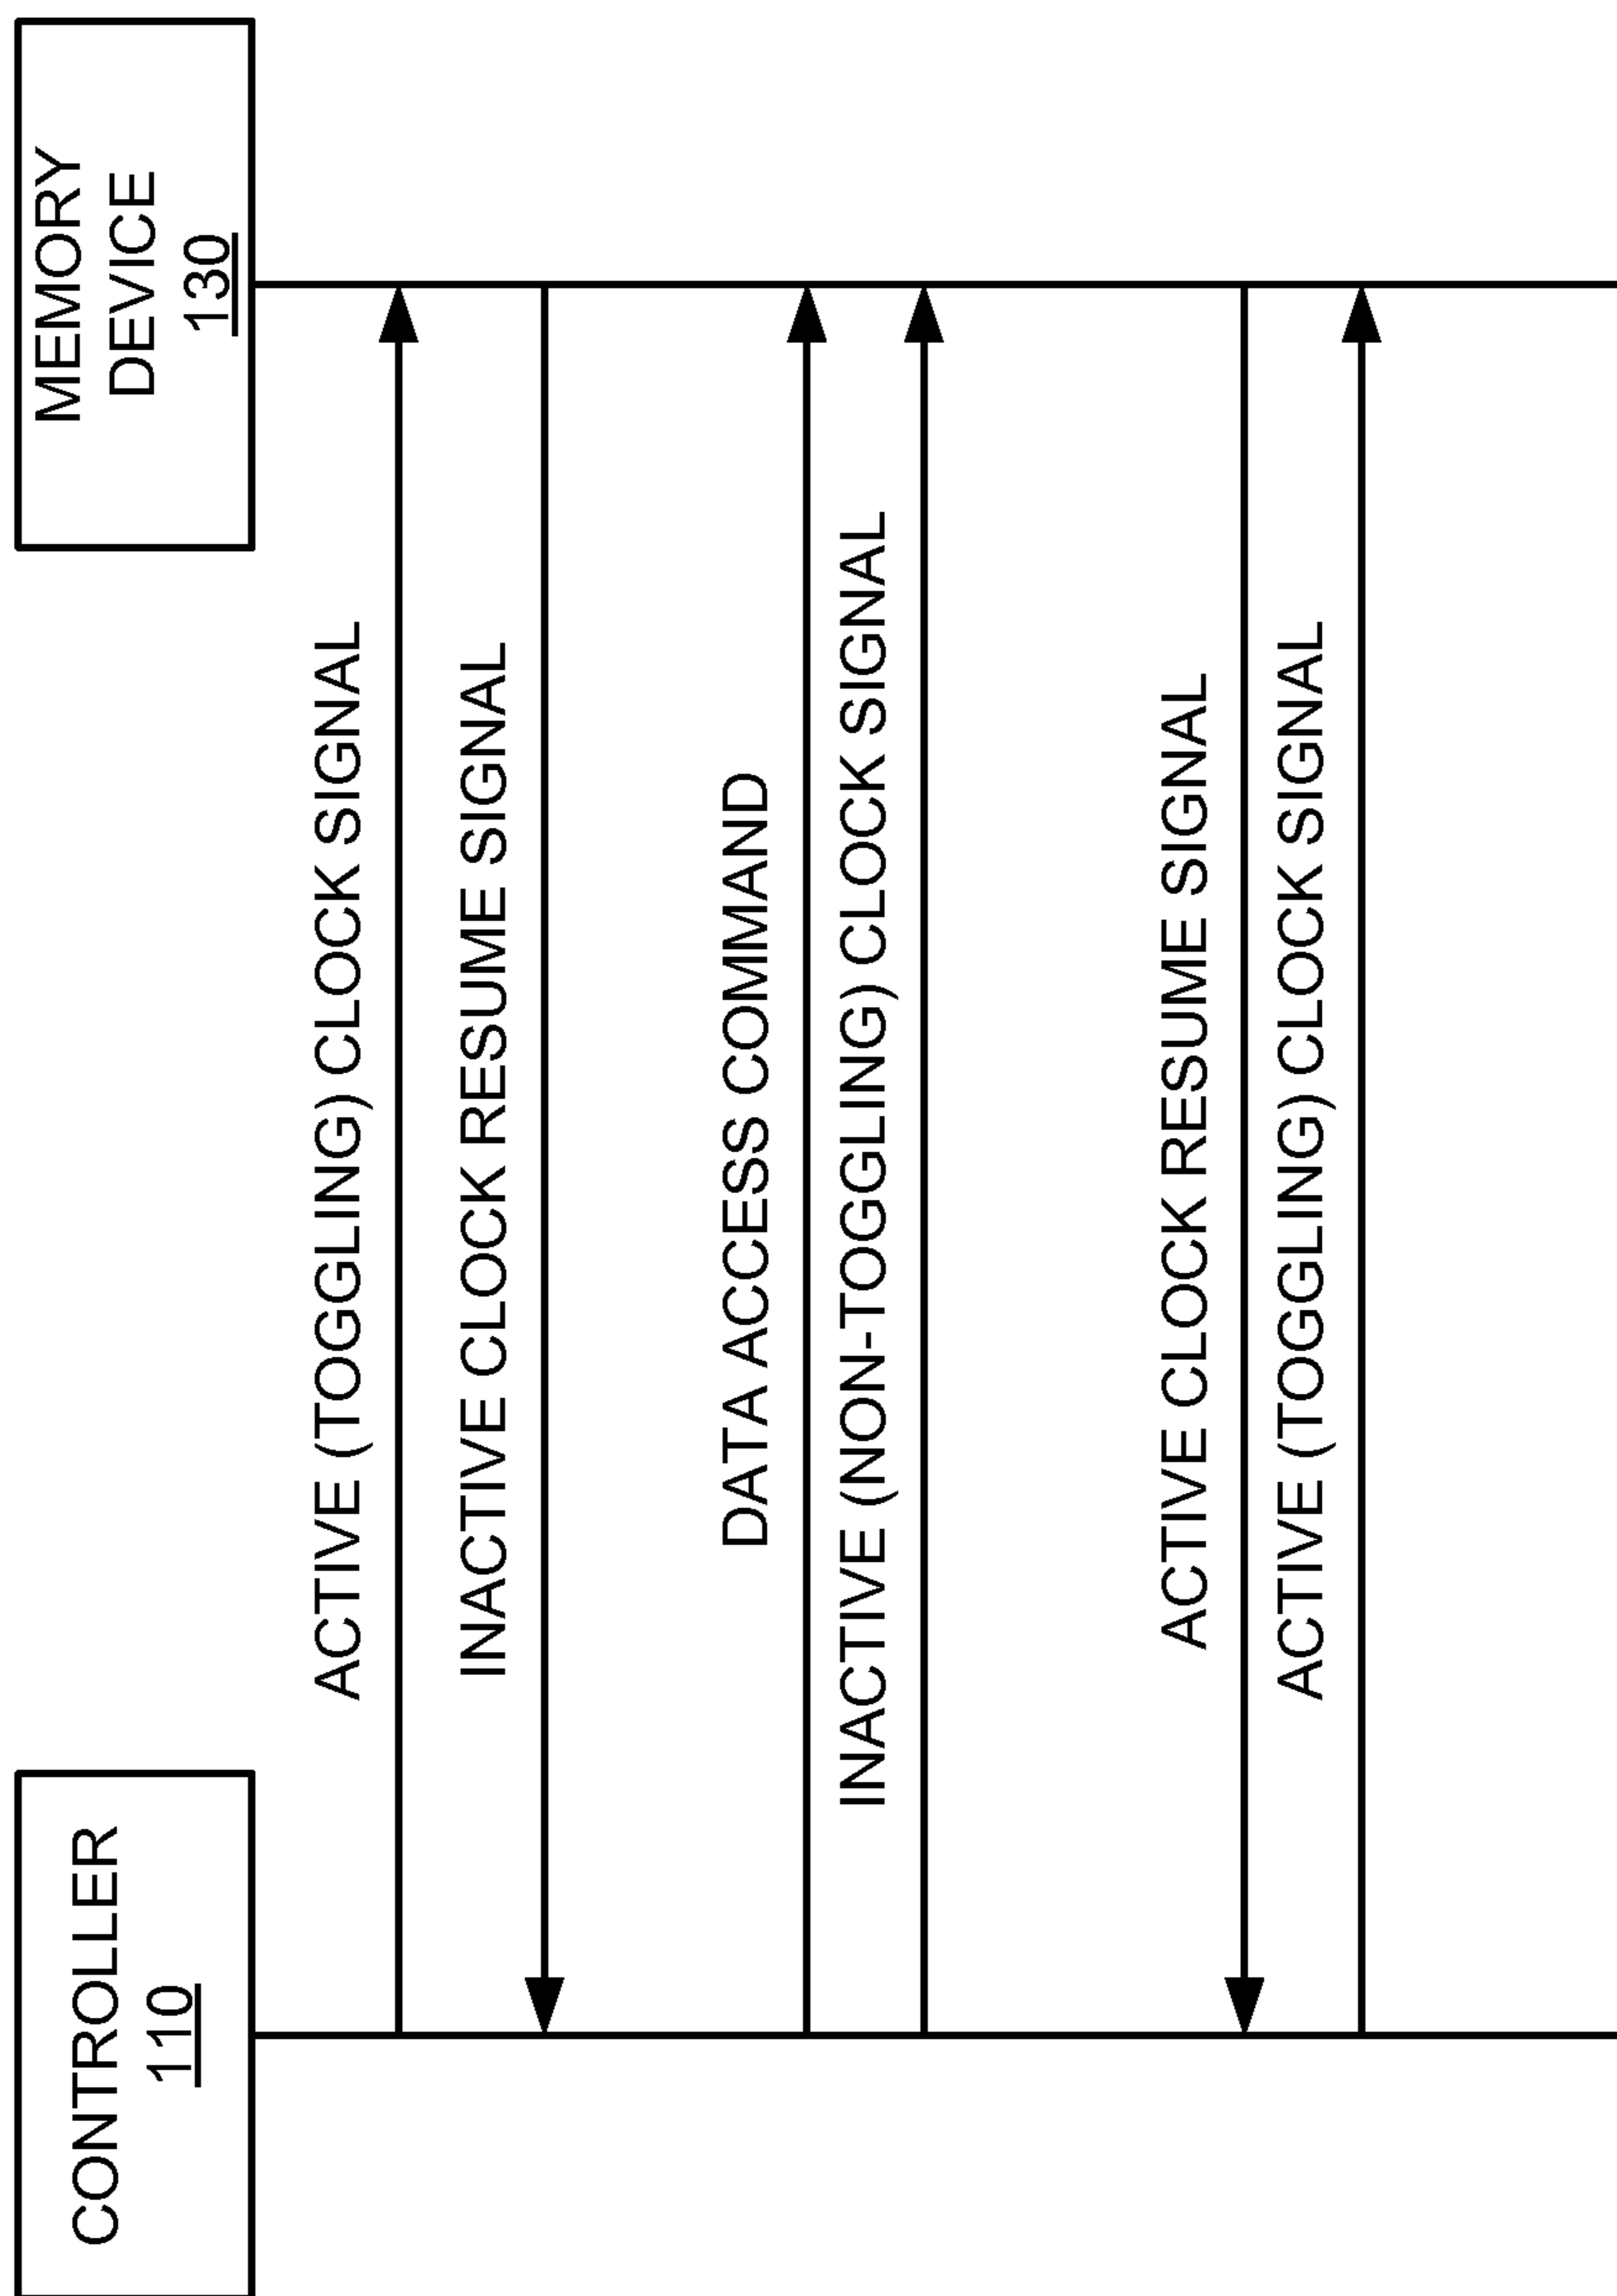 CONTROLLER
110
MEMORY
DEVICE
130
ACTIVE (TOGGLING) CLOCK SIGNAL
INACTIVE CLOCK RESUME SIGNAL
DATA ACCESS COMMAND
INACTIVE (NON-TOGGLING) CLOCK SIGNAL
ACTIVE CLOCK RESUME SIGNAL
ACTIVE (TOGGLING) CLOCK SIGNAL